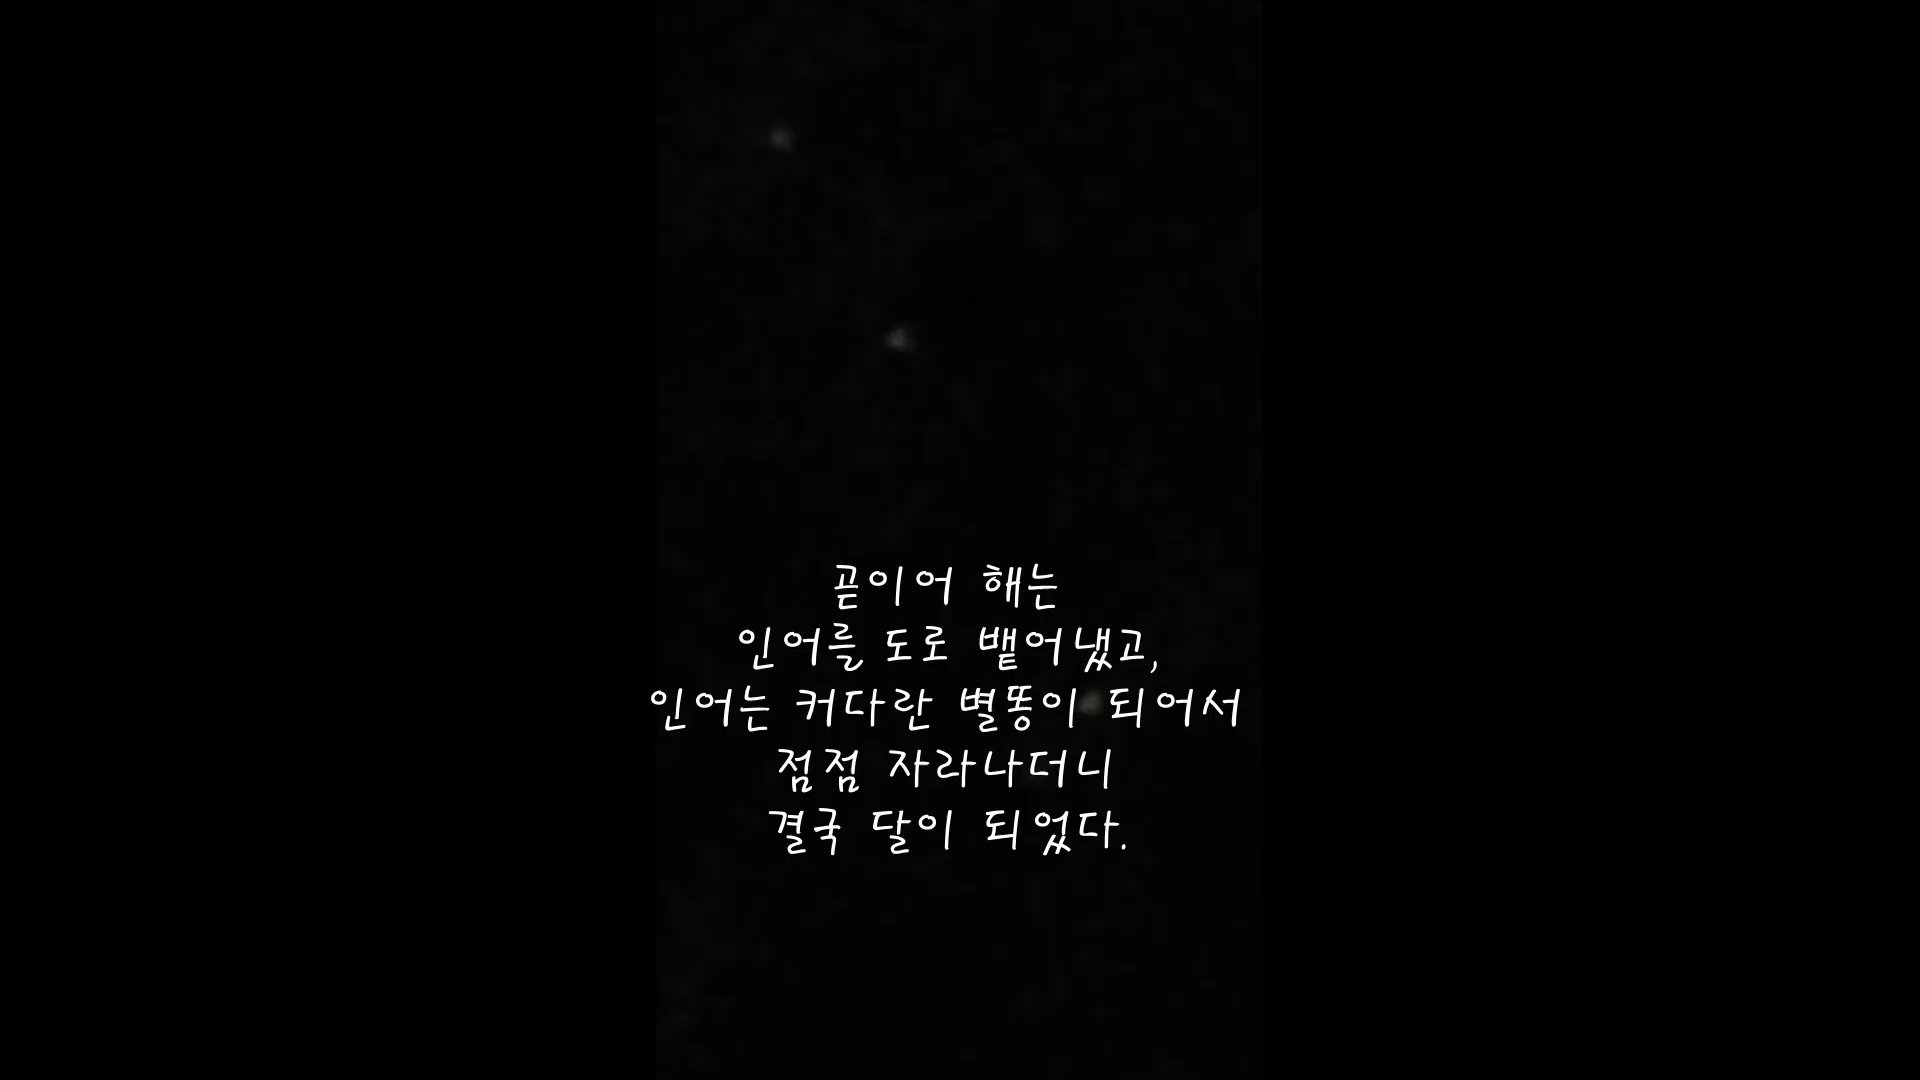 곧이어 해는
인어를 도로 뱉어냈고,
인어는 커다란 별똥이 되어서
점점 자라나더니
결국 달이 되었다.